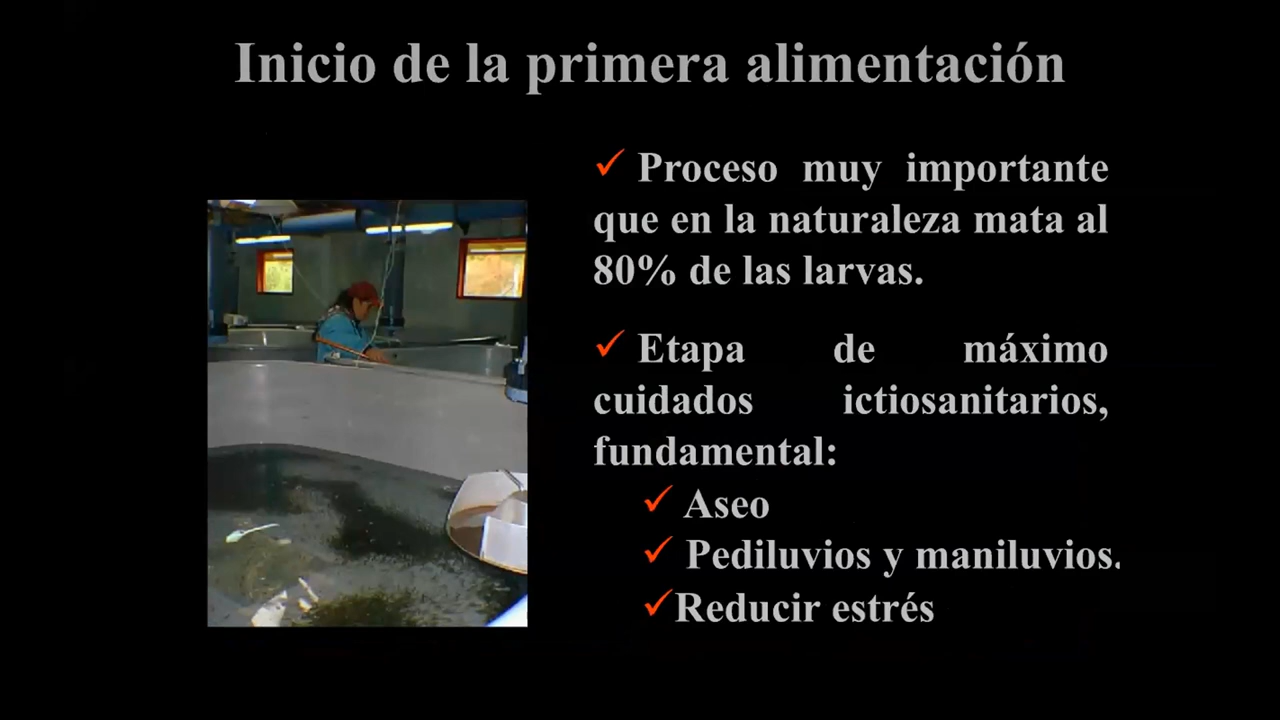 Inicio de la primera alimentación
✓ Proceso muy importante
que en la naturaleza mata al
80% de las larvas.
✓ Etapa de máximo
cuidados ictiosanitarios,
fundamental:
✓ Aseo
✓ Pediluvios y maniluvios.
✓Reducir estrés